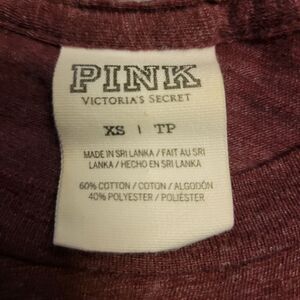 PINK
VICTORIA'S SECRET
XS | TP
MADE IN SRI LANKA / FAIT AU SRI
LANKA / HECHO EN SRI LANKA
60% COTTON / COTON / ALGODÓN
40% POLYESTER / POLIÉSTER